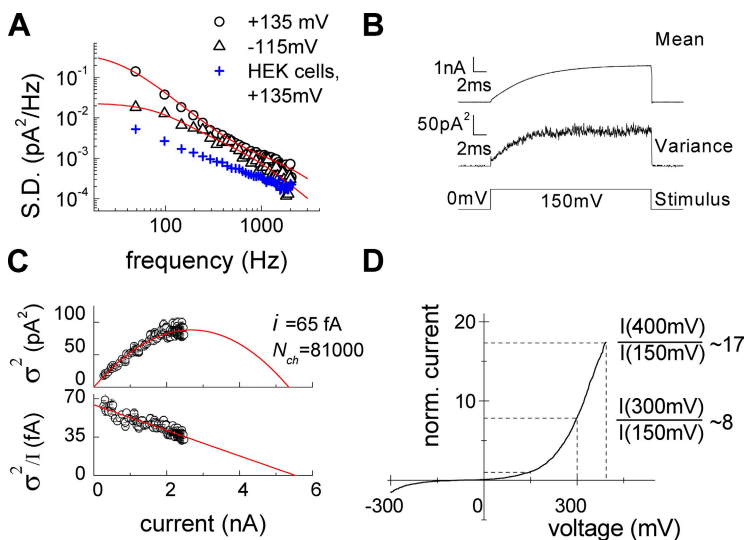 A
+135 mV
-115mV
HEK cells,
+135mV
S.D. (pA²/Hz)
10⁻¹
10⁻²
10⁻³
10⁻⁴
100
1000
frequency (Hz)
B
Mean
1nA
2ms
50pA²
2ms
Variance
0mV
150mV
Stimulus
C
σ² (pA²)
100
50
0
i =65 fA
N_ch=81000
σ²/I (fA)
70
35
0
0
2
4
6
current (nA)
D
norm. current
20
10
0
-300
0
300
voltage (mV)
I(400mV)
I(150mV)
~17
I(300mV)
I(150mV)
~8